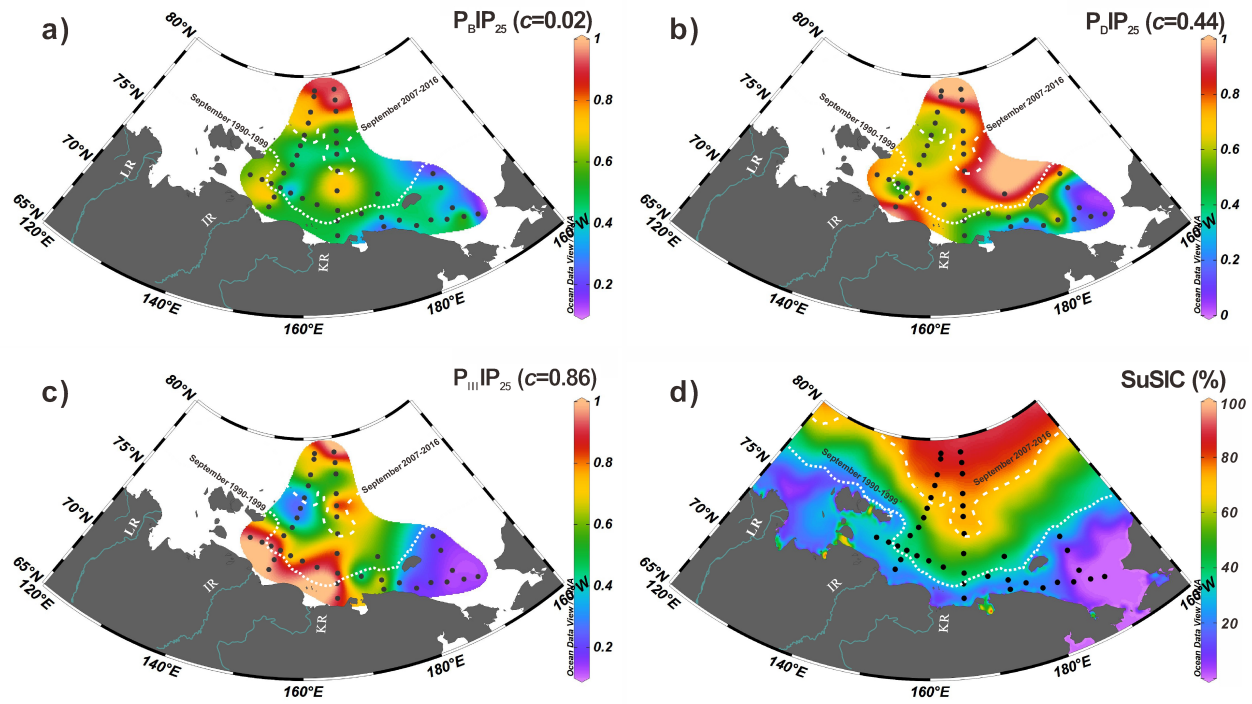 a)
P_BIP_25 (c=0.02)
80°N
75°N
70°N
65°N
120°E
140°E
160°E
180°E
W
September 1990-1999
September 2007-2016
LR
IR
KR
1
0.8
0.6
0.4
0.2
b)
P_DIP_25 (c=0.44)
80°N
75°N
70°N
65°N
120°E
140°E
160°E
180°E
160°W
September 1990-1999
September 2007-2016
LR
IR
KR
1
0.8
0.6
0.4
0.2
0
c)
P_IIIIP_25 (c=0.86)
80°N
75°N
70°N
65°N
120°E
140°E
160°E
180°E
W
September 1990-1999
September 2007-2016
LR
IR
KR
1
0.8
0.6
0.4
0.2
d)
SuSIC (%)
80°N
75°N
70°N
65°N
120°E
140°E
160°E
180°E
W
September 1990-1999
September 2007-2016
LR
IR
KR
100
80
60
40
20
Ocean Data View
Ocean Data View
Ocean Data View
Ocean Data View